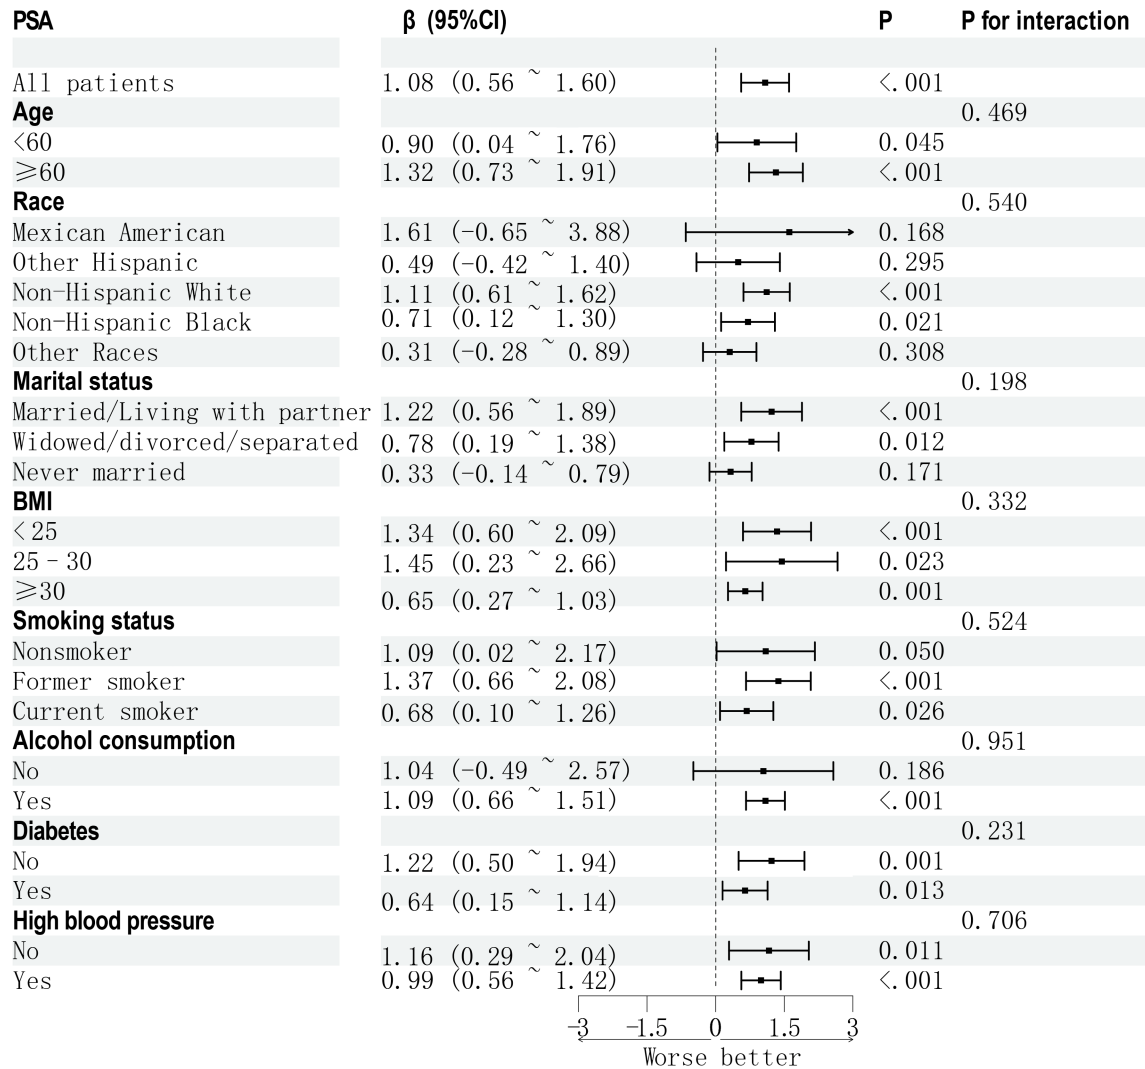 PSA β (95%CI) P P for interaction
All patients 1.08 (0.56 ~ 1.60) <.001
Age 0.469
<60 0.90 (0.04 ~ 1.76) 0.045
≥60 1.32 (0.73 ~ 1.91) <.001
Race 0.540
Mexican American 1.61 (-0.65 ~ 3.88) 0.168
Other Hispanic 0.49 (-0.42 ~ 1.40) 0.295
Non-Hispanic White 1.11 (0.61 ~ 1.62) <.001
Non-Hispanic Black 0.71 (0.12 ~ 1.30) 0.021
Other Races 0.31 (-0.28 ~ 0.89) 0.308
Marital status 0.198
Married/Living with partner 1.22 (0.56 ~ 1.89) <.001
Widowed/divorced/separated 0.78 (0.19 ~ 1.38) 0.012
Never married 0.33 (-0.14 ~ 0.79) 0.171
BMI 0.332
<25 1.34 (0.60 ~ 2.09) <.001
25-30 1.45 (0.23 ~ 2.66) 0.023
≥30 0.65 (0.27 ~ 1.03) 0.001
Smoking status 0.524
Nonsmoker 1.09 (0.02 ~ 2.17) 0.050
Former smoker 1.37 (0.66 ~ 2.08) <.001
Current smoker 0.68 (0.10 ~ 1.26) 0.026
Alcohol consumption 0.951
No 1.04 (-0.49 ~ 2.57) 0.186
Yes 1.09 (0.66 ~ 1.51) <.001
Diabetes 0.231
No 1.22 (0.50 ~ 1.94) 0.001
Yes 0.64 (0.15 ~ 1.14) 0.013
High blood pressure 0.706
No 1.16 (0.29 ~ 2.04) 0.011
Yes 0.99 (0.56 ~ 1.42) <.001
-3 -1.5 0 1.5 3
Worse better